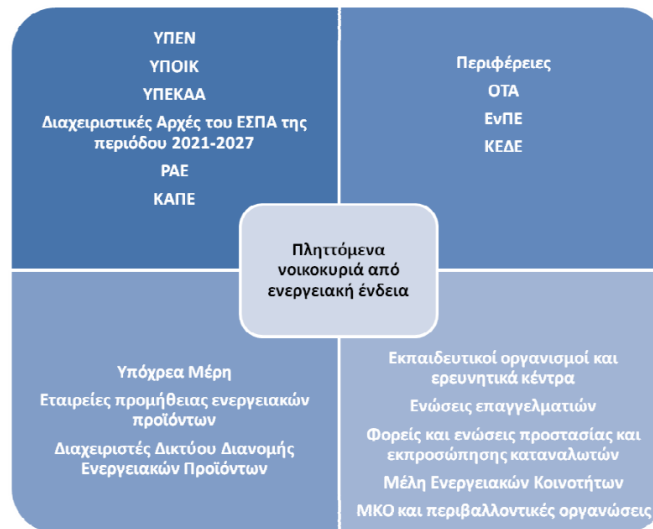 ΥΠΕΝ
ΥΠΟΙΚ
ΥΠΕΚΑΑ
Διαχειριστικές Αρχές του ΕΣΠΑ της
περιόδου 2021-2027
ΡΑΕ
ΚΑΠΕ
Περιφέρειες
ΟΤΑ
ΕνΠΕ
ΚΕΔΕ
Πληττόμενα
νοικοκυριά από
ενεργειακή ένδεια
Υπόχρεα Μέρη
Εταιρείες προμήθειας ενεργειακών
προϊόντων
Διαχειριστές Δικτύου Διανομής
Ενεργειακών Προϊόντων
Εκπαιδευτικοί οργανισμοί και
ερευνητικά κέντρα
Ενώσεις επαγγελματιών
Φορείς και ενώσεις προστασίας και
εκπροσώπησης καταναλωτών
Μέλη Ενεργειακών Κοινοτήτων
ΜΚΟ και περιβαλλοντικές οργανώσεις